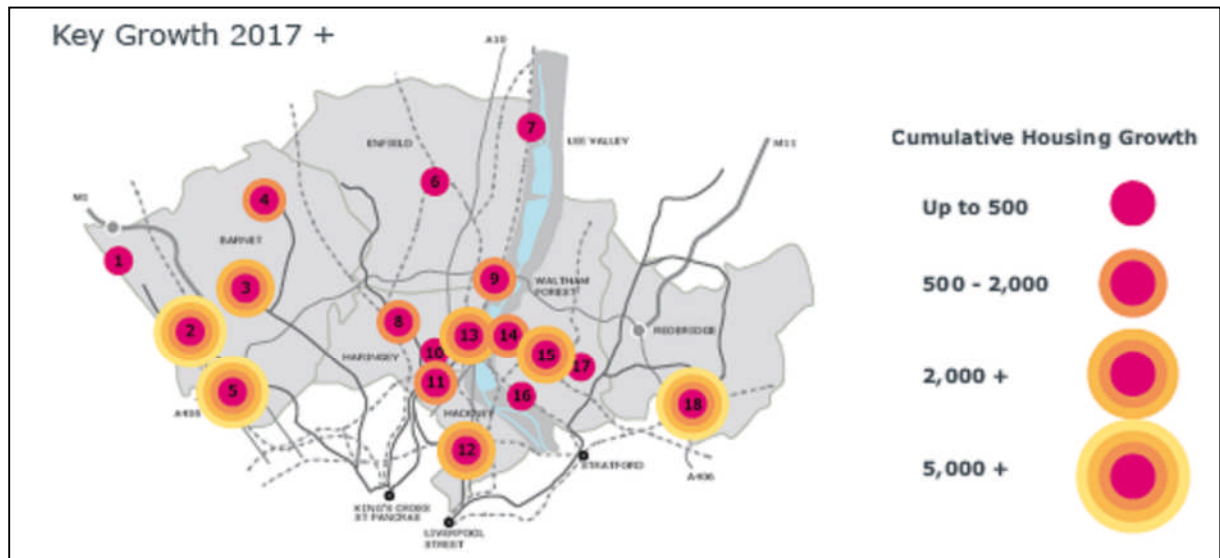 Key Growth 2017 +
A10
7
LEE VALLEY
M11
ENFIELD
6
4
M1
BARNET
1
3
9
WALTHAM
FOREST
2
8
13
14
REDBRIDGE
10
15
17
HARINGEY
11
5
16
18
A406
HACKNEY
12
STRATFORD
A406
KING'S CROSS
ST PANCRAS
LIVERPOOL
STREET
Cumulative Housing Growth
Up to 500
500 - 2,000
2,000 +
5,000 +